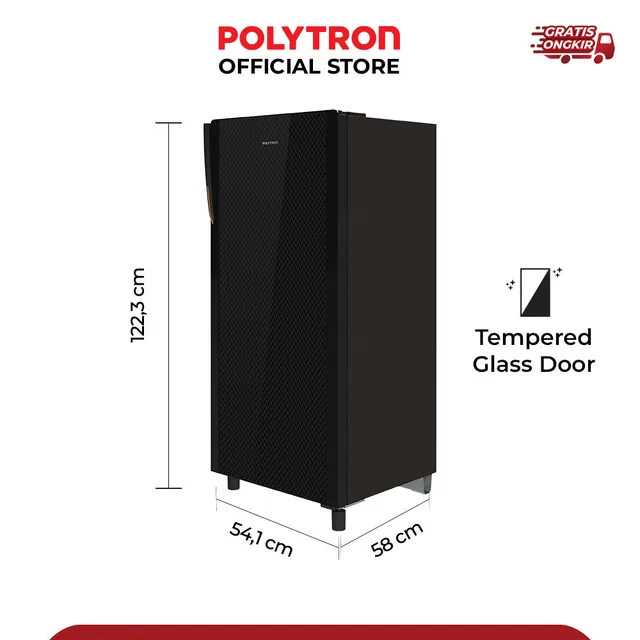 POLYTRON
OFFICIAL STORE
GRATIS
ONGKIR
POLYTRON
122,3 cm
Tempered
Glass Door
54,1 cm
58 cm